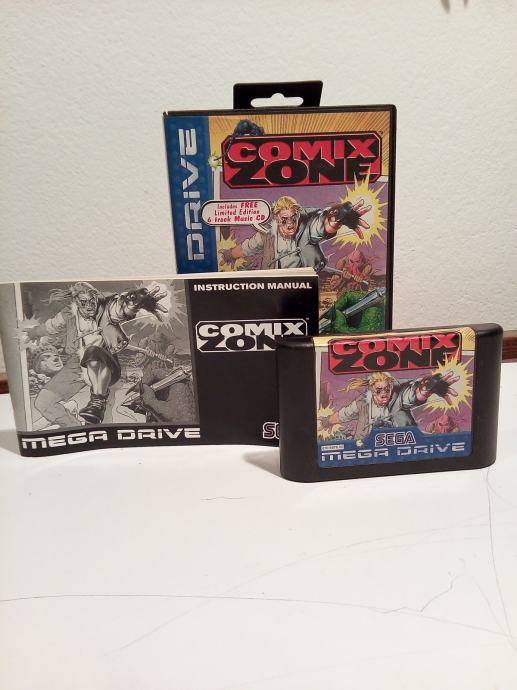 DRIVE
COMIX
ZONE
Includes FREE
Limited Edition
6 track Music CD
INSTRUCTION MANUAL
COMIX
ZON
MEGA DRIVE
COMIX
ZONE
SEGA
MEGA DRIVE